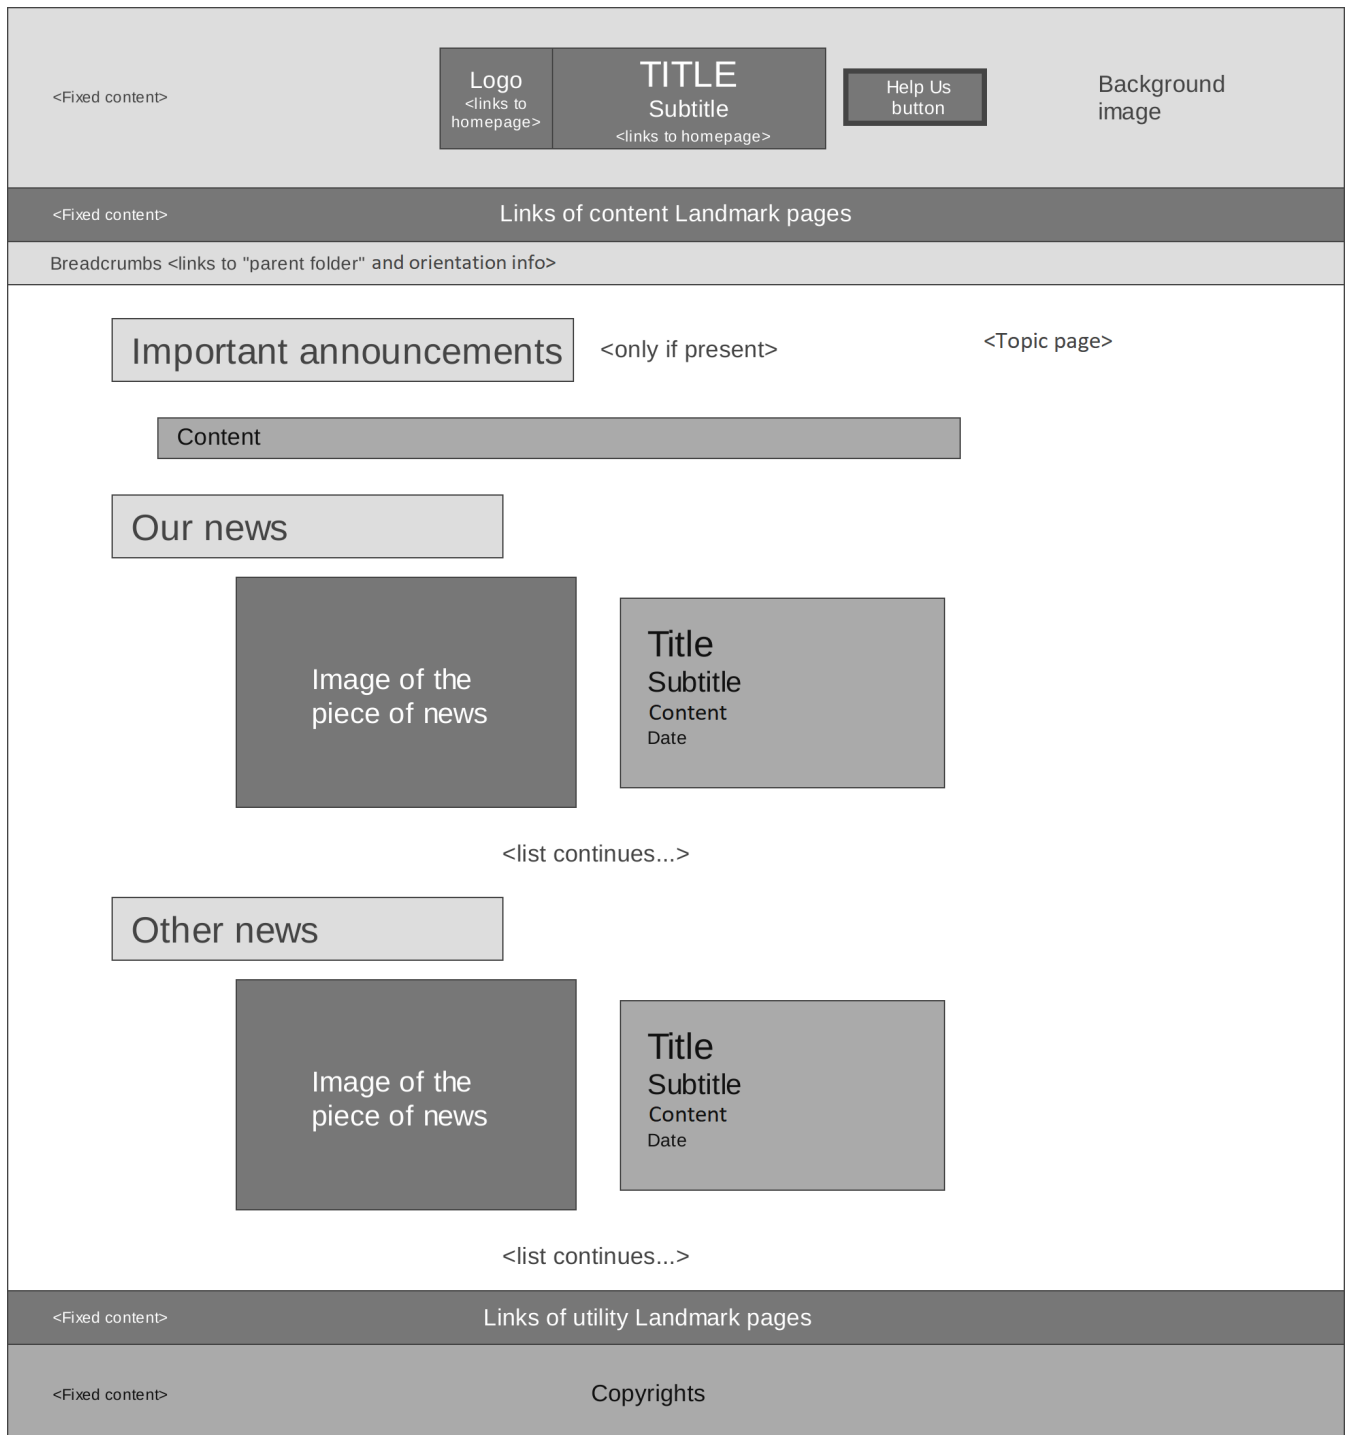 <Fixed content>
Logo
<links to
homepage>
TITLE
Subtitle
<links to homepage>
Help Us
button
Background
image
<Fixed content>
Links of content Landmark pages
Breadcrumbs <links to "parent folder" and orientation info>
Important announcements
<only if present>
<Topic page>
Content
Our news
Image of the
piece of news
Title
Subtitle
Content
Date
<list continues...>
Other news
Image of the
piece of news
Title
Subtitle
Content
Date
<list continues...>
<Fixed content>
Links of utility Landmark pages
<Fixed content>
Copyrights